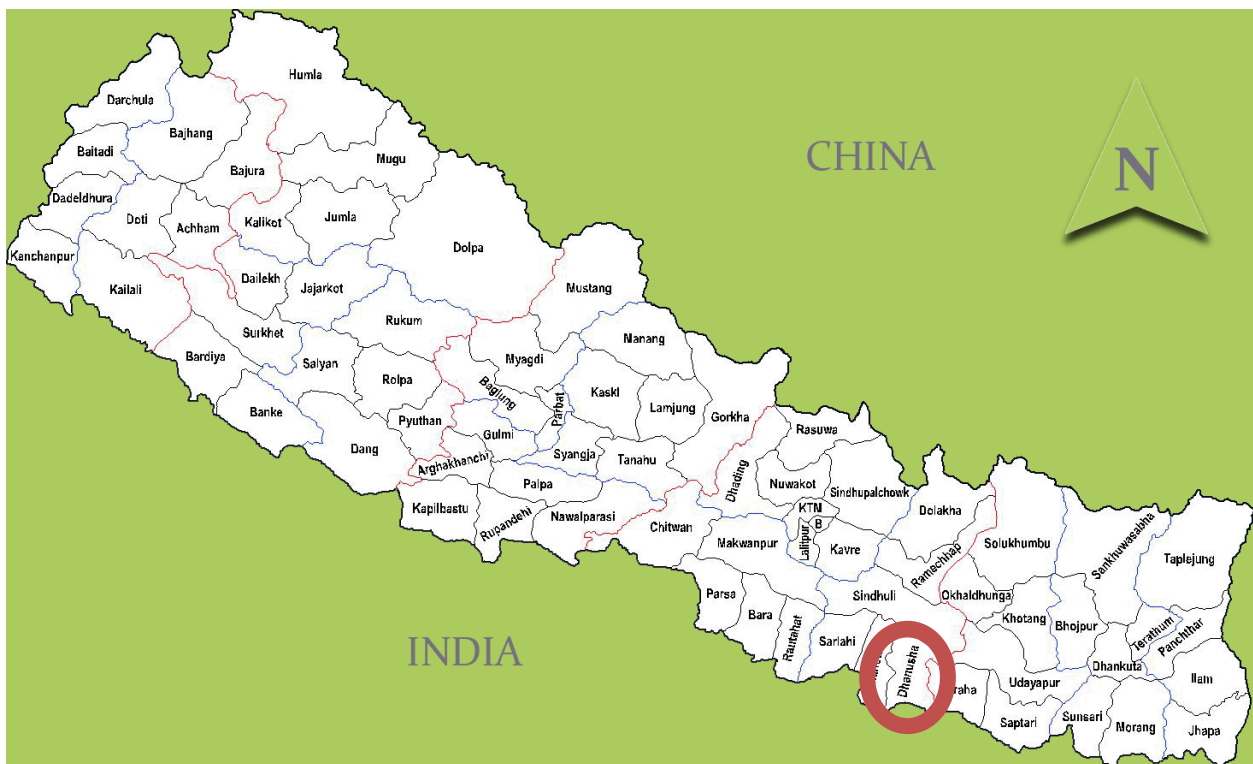 Humla
Darchula
Bajhang
Baitadi
Mugu
Bajura
Dadeldhura
Doti
Achham
Kalikot
Jumla
Kanchanpur
Dailekh
Dolpa
Kailali
Jajarkot
Mustang
Surkhet
Rukum
Bardiya
Salyan
Rolpa
Myagdi
Manang
Baglung
Parbat
Kaski
Lamjung
Gorkha
Banke
Pyuthan
Gulmi
Dang
Arghakhanchi
Syangja
Tanahu
Palpa
Kapilbastu
Rupandehi
Nawalparasi
Chitwan
Dhading
Rasuwa
Nuwakot
Sindhupalchowk
KTM
B
Lalitpur
Kavre
Makwanpur
Dolakha
Ramechhap
Solukhumbu
Sankhuwasabha
Taplejung
Parsa
Bara
Rautahat
Sarlahi
Sindhuli
Okhaldhunga
Khotang
Bhojpur
Terathum
Panchthar
Dhanusha
Udayapur
Dhankuta
Ilam
Saptari
Sunsari
Morang
Jhapa
CHINA
N
INDIA